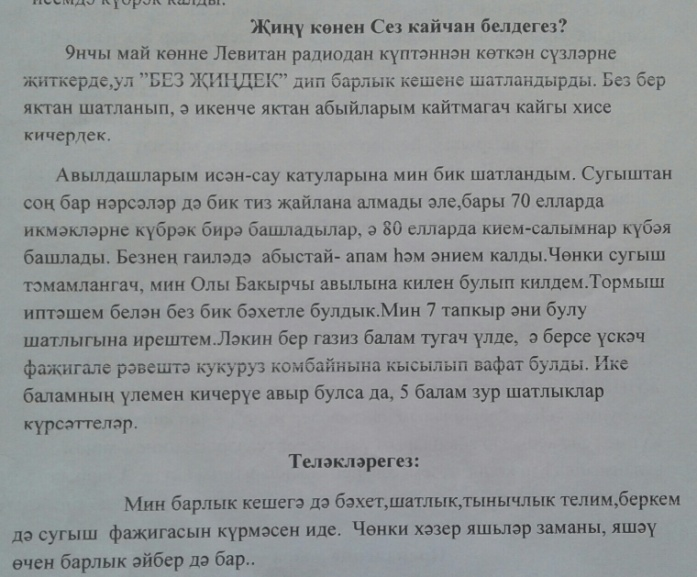 исемдә күбрәк калды.
Җиңү көнен Сез кайчан белдегез?
9нчы май көнне Левитан радиодан күптәннән көткән сүзләрне
җиткерде,ул ”БЕЗ ҖИҢДЕК” дип барлык кешене шатландырды. Без бер
яктан шатланып, ә икенче яктан абыйларым кайтмагач кайгы хисе
кичердек.
Авылдашларым исән-сау катуларына мин бик шатландым. Сугыштан
соң бар нәрсәләр дә бик тиз җайлана алмады әле,бары 70 елларда
икмәкләрне күбрәк бирә башладылар, ә 80 елларда кием-салымнар күбәя
башлады. Безнең гаиләдә абыстай- апам һәм әнием калды.Чөнки сугыш
тәмамлангач, мин Олы Бакырчы авылына килен булып килдем.Тормыш
иптәшем белән без бик бәхетле булдык.Мин 7 тапкыр әни булу
шатлыгына ирештем.Ләкин бер газиз балам тугач үлде, ә берсе үскәч
фаҗигале рәвештә кукуруз комбайнына кысылып вафат булды. Ике
баламның үлемен кичерүе авыр булса да, 5 балам зур шатлыклар
күрсәттеләр.
Теләкләрегез:
Мин барлык кешегә дә бәхет,шатлык,тынычлык телим,беркем
дә сугыш фаҗигасын күрмәсен иде. Чөнки хәзер яшьләр заманы, яшәү
өчен барлык әйбер дә бар..